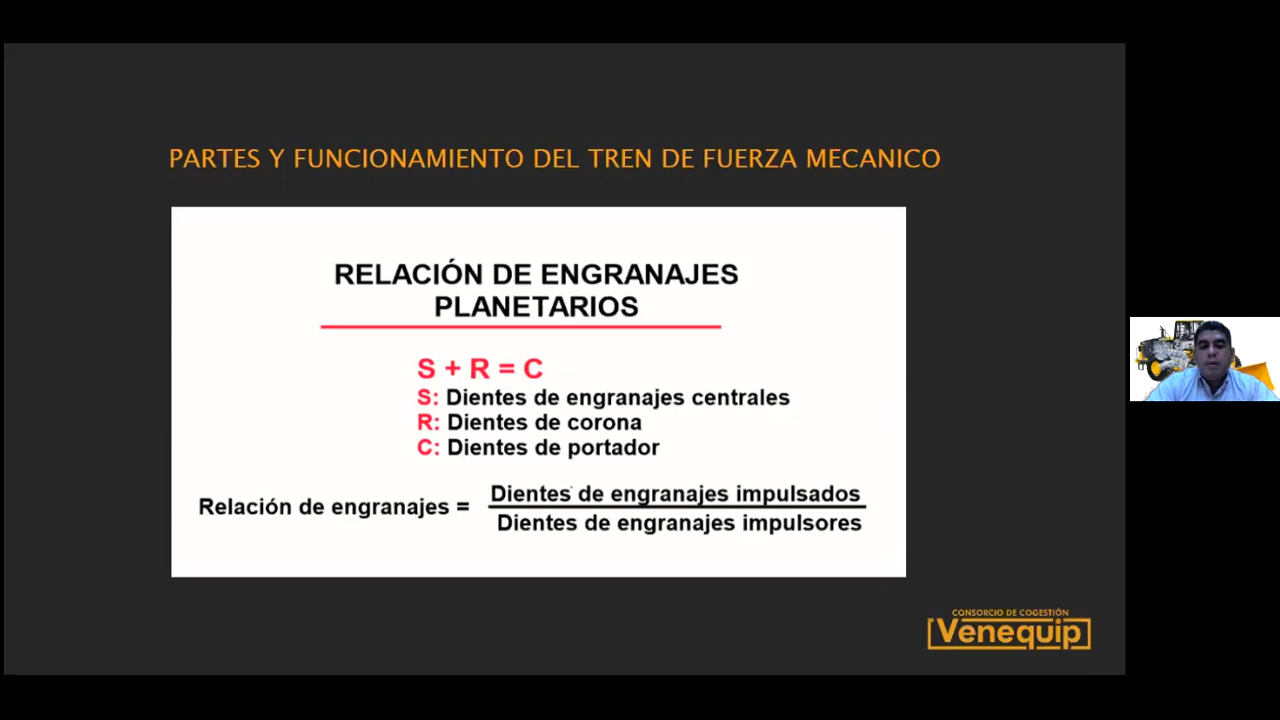 PARTES Y FUNCIONAMIENTO DEL TREN DE FUERZA MECANICO
RELACIÓN DE ENGRANAJES
PLANETARIOS
S + R = C
S: Dientes de engranajes centrales
R: Dientes de corona
C: Dientes de portador
Relación de engranajes =
Dientes de engranajes impulsados
Dientes de engranajes impulsores
CONSORCIO DE COGESTIÓN
Venequip